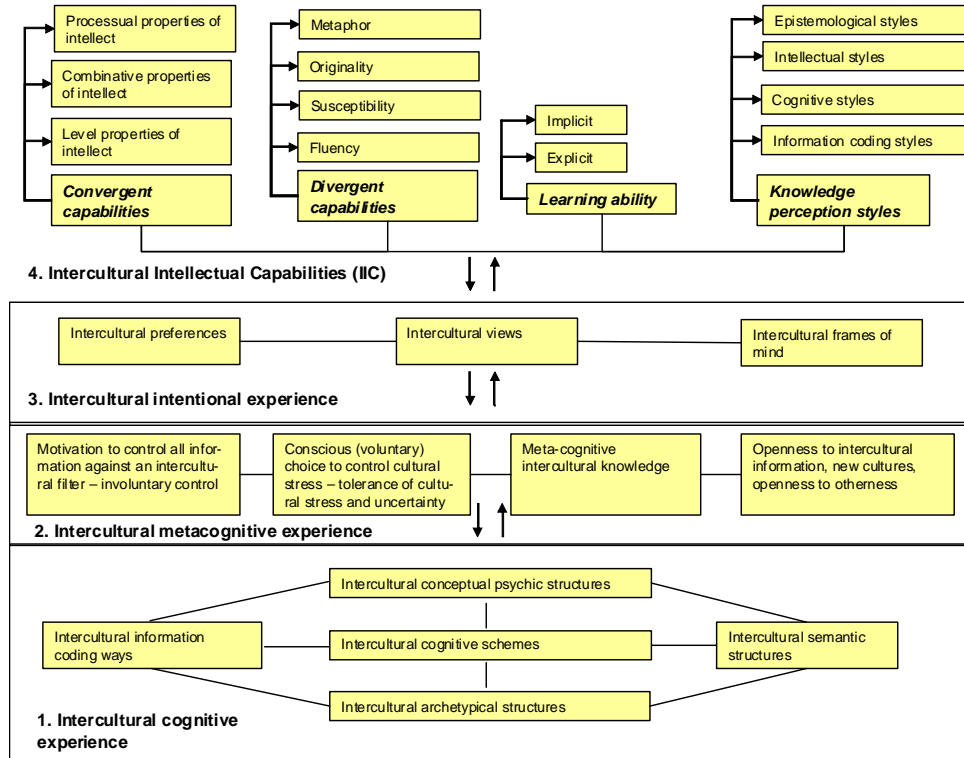 Processual properties of
intellect
Combinative properties
of intellect
Level properties of
intellect
Convergent
capabilities
Metaphor
Originality
Susceptibility
Fluency
Divergent
capabilities
Implicit
Explicit
Learning ability
Epistemological styles
Intellectual styles
Cognitive styles
Information coding styles
Knowledge
perception styles
4. Intercultural Intellectual Capabilities (IIC)
Intercultural preferences
Intercultural views
Intercultural frames of
mind
3. Intercultural intentional experience
Motivation to control all infor-
mation against an intercultu-
ral filter – involuntary control
Conscious (voluntary)
choice to control cultural
stress – tolerance of cultu-
ral stress and uncertainty
Meta-cognitive
intercultural knowledge
Openness to intercultural
information, new cultures,
openness to otherness
2. Intercultural metacognitive experience
Intercultural conceptual psychic structures
Intercultural information
coding ways
Intercultural cognitive schemes
Intercultural semantic
structures
Intercultural archetypical structures
1. Intercultural cognitive
experience